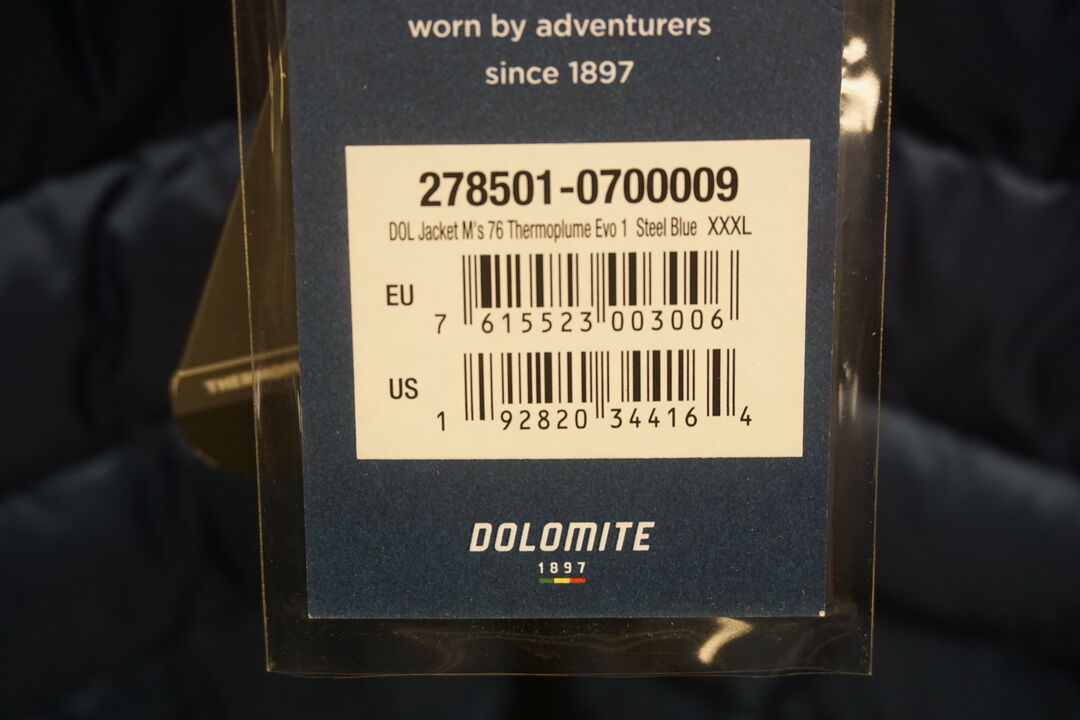 worn by adventurers
since 1897
278501-0700009
DOL Jacket M's 76 Thermoplume Evo 1 Steel Blue XXXL
EU
7 615523 003006
US
1 92820 34416 4
DOLOMITE
1897